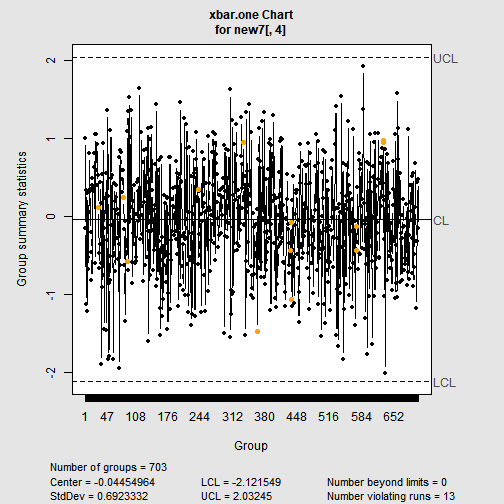 xbar.one Chart
for new7[, 4]
UCL
2
1
0
-1
-2
CL
LCL
Group summary statistics
1 47 108 176 244 312 380 448 516 584 652
Group
Number of groups = 703
Center = -0.04454964 LCL = -2.121549 Number beyond limits = 0
StdDev = 0.6923332 UCL = 2.03245 Number violating runs = 13